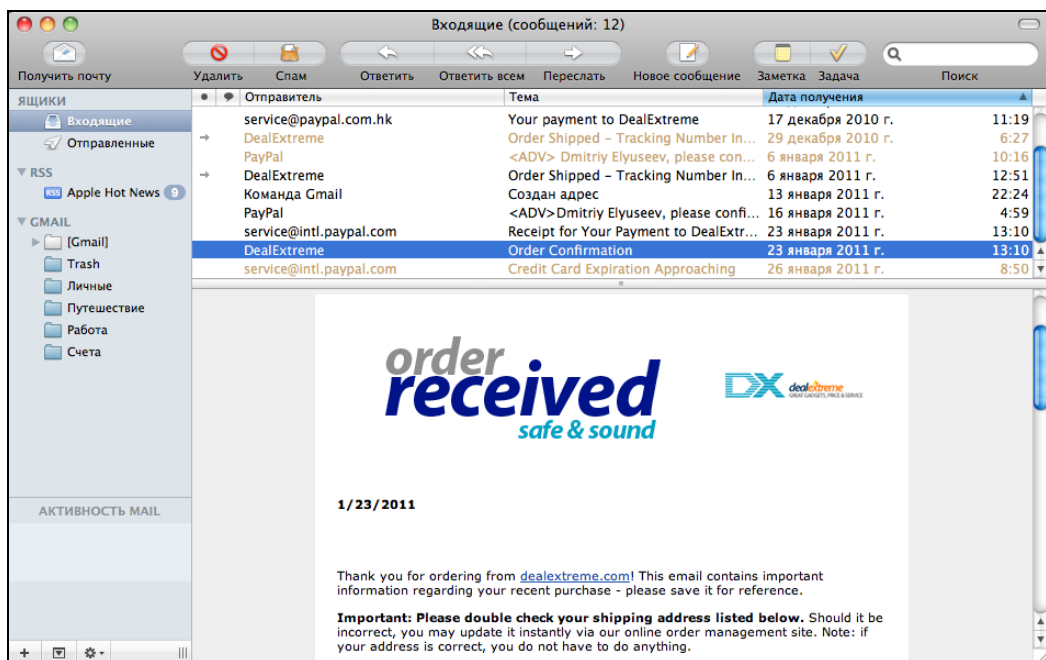 Входящие (сообщений: 12)
Получить почту Удалить Спам Ответить Ответить всем Переслать Новое сообщение Заметка Задача Поиск
ЯЩИКИ
Входящие
Отправленные
RSS
RSS Apple Hot News 9
GMAIL
[Gmail]
Trash
Личные
Путешествие
Работа
Счета
АКТИВНОСТЬ MAIL
Отправитель Тема Дата получения
service@paypal.com.hk Your payment to DealExtreme 17 декабря 2010 г. 11:19
DealExtreme Order Shipped – Tracking Number In... 29 декабря 2010 г. 6:27
PayPal <ADV> Dmitriy Elyuseev, please con... 6 января 2011 г. 10:16
DealExtreme Order Shipped – Tracking Number In... 6 января 2011 г. 12:51
Команда Gmail Создан адрес 13 января 2011 г. 22:24
PayPal <ADV>Dmitriy Elyuseev, please confi... 16 января 2011 г. 4:59
service@intl.paypal.com Receipt for Your Payment to DealExtr... 23 января 2011 г. 13:10
DealExtreme Order Confirmation 23 января 2011 г. 13:10
service@intl.paypal.com Credit Card Expiration Approaching 26 января 2011 г. 8:50
order
received
safe & sound
DX dealextreme
GREAT GADGETS, PRICE & SERVICE
1/23/2011
Thank you for ordering from dealextreme.com! This email contains important
information regarding your recent purchase - please save it for reference.
Important: Please double check your shipping address listed below. Should it be
incorrect, you may update it instantly via our online order management site. Note: if
your address is correct, you do not have to do anything.